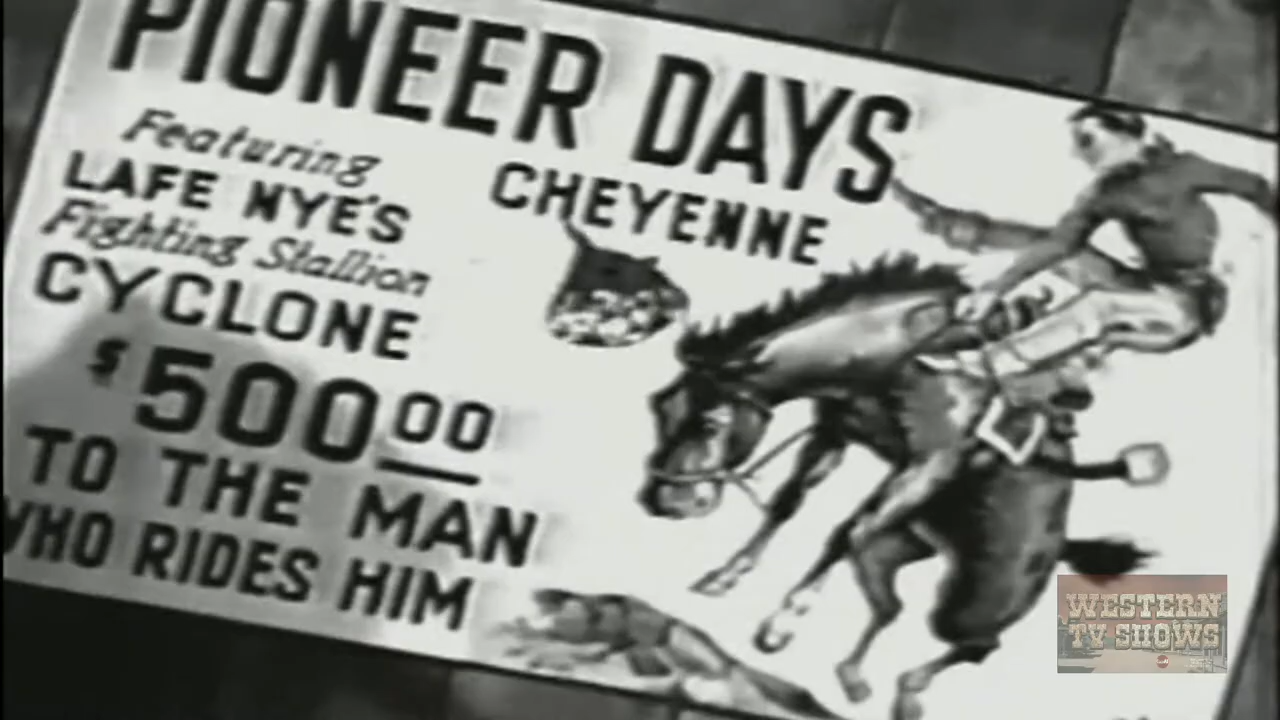 PIONEER DAYS
CHEYENNE
Featuring
LAFE NYE'S
Fighting Stallion
CYCLONE
$500 00
TO THE MAN
WHO RIDES HIM
WESTERN
TV SHOWS